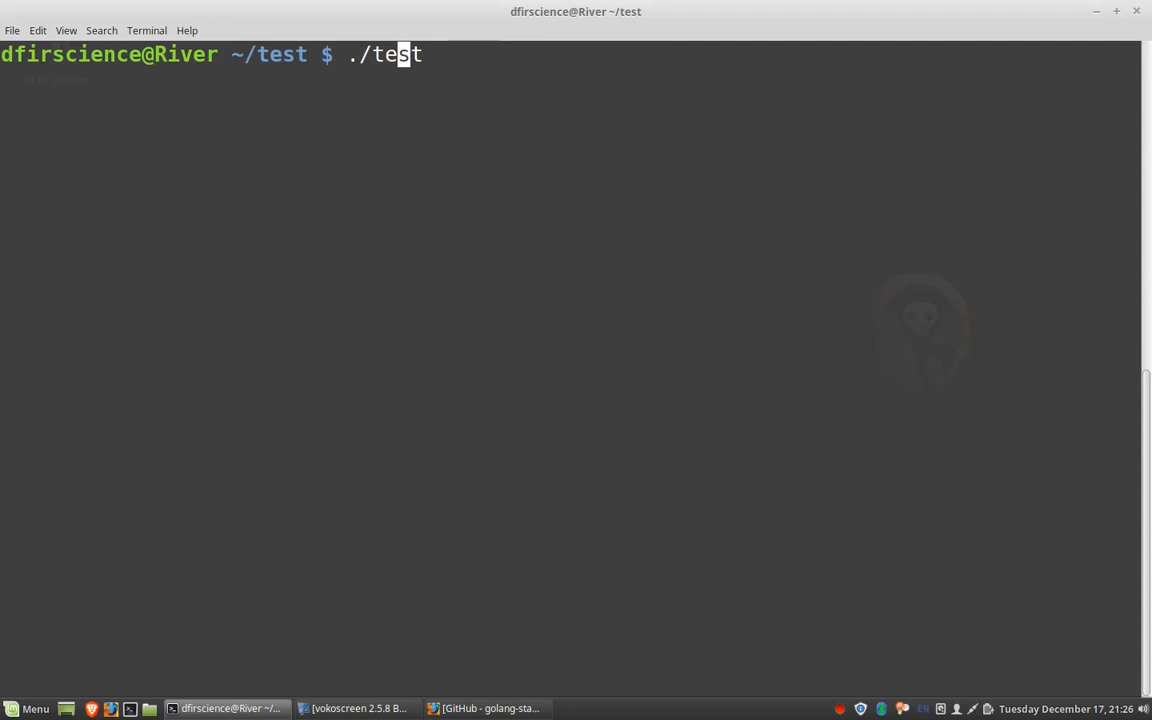 dfirscience@River ~/test
File Edit View Search Terminal Help
dfirscience@River ~/test $ ./test
Menu
dfirscience@River ~/...
[vokoscreen 2.5.8 B...
[GitHub - golang-sta...
EN
Tuesday December 17, 21:26